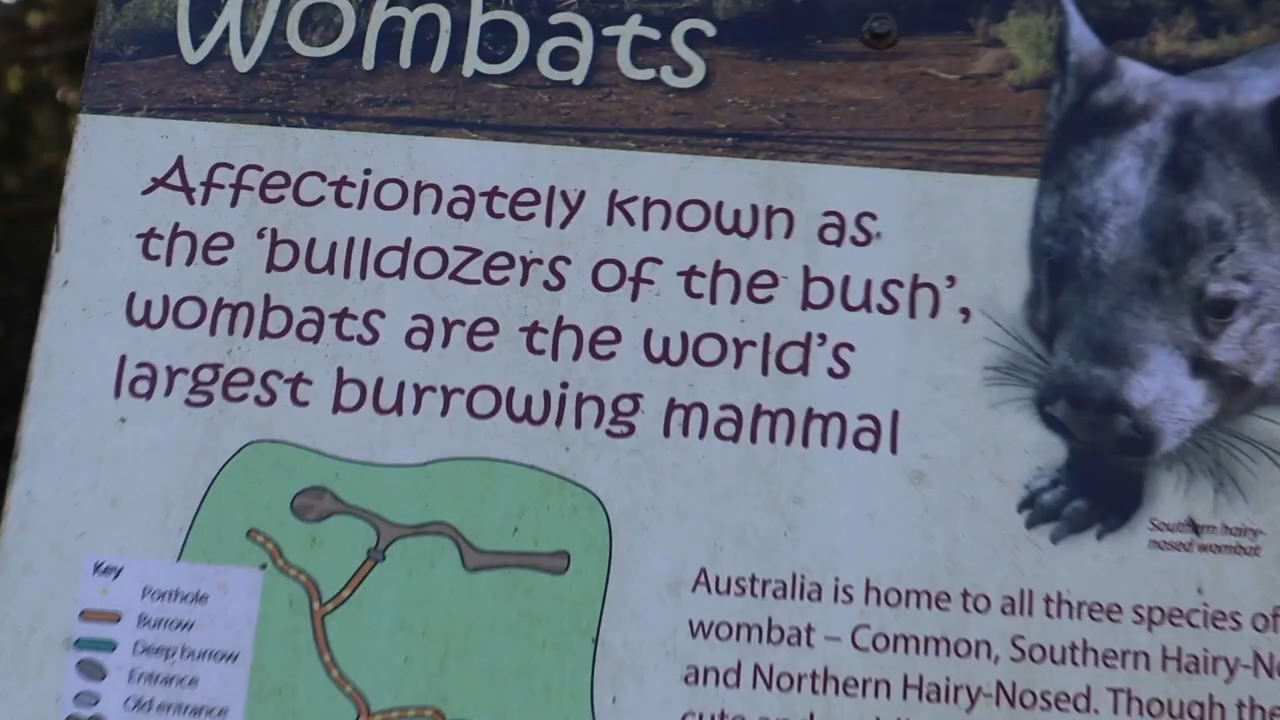 Wombats
Affectionately known as
the ‘bulldozers of the bush’,
wombats are the world’s
largest burrowing mammal
Southern hairy-
nosed wombat
Key
Porthole
Burrow
Deep burrow
Entrance
Old entrance
Australia is home to all three species of
wombat – Common, Southern Hairy-N
and Northern Hairy-Nosed. Though the